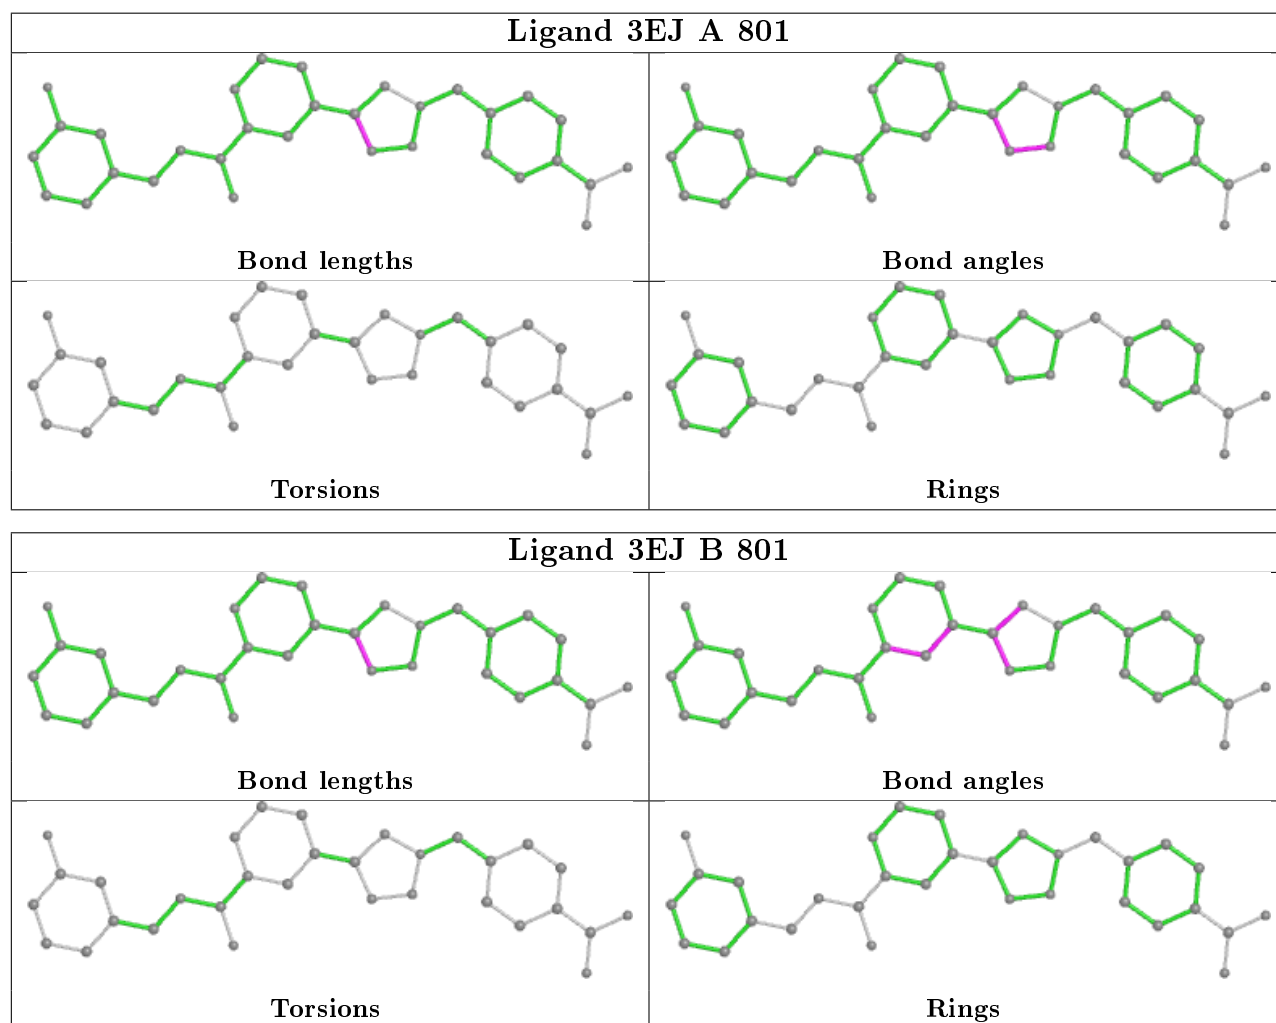 Ligand 3EJ A 801
Bond lengths
Bond angles
Torsions
Rings
Ligand 3EJ B 801
Bond lengths
Bond angles
Torsions
Rings